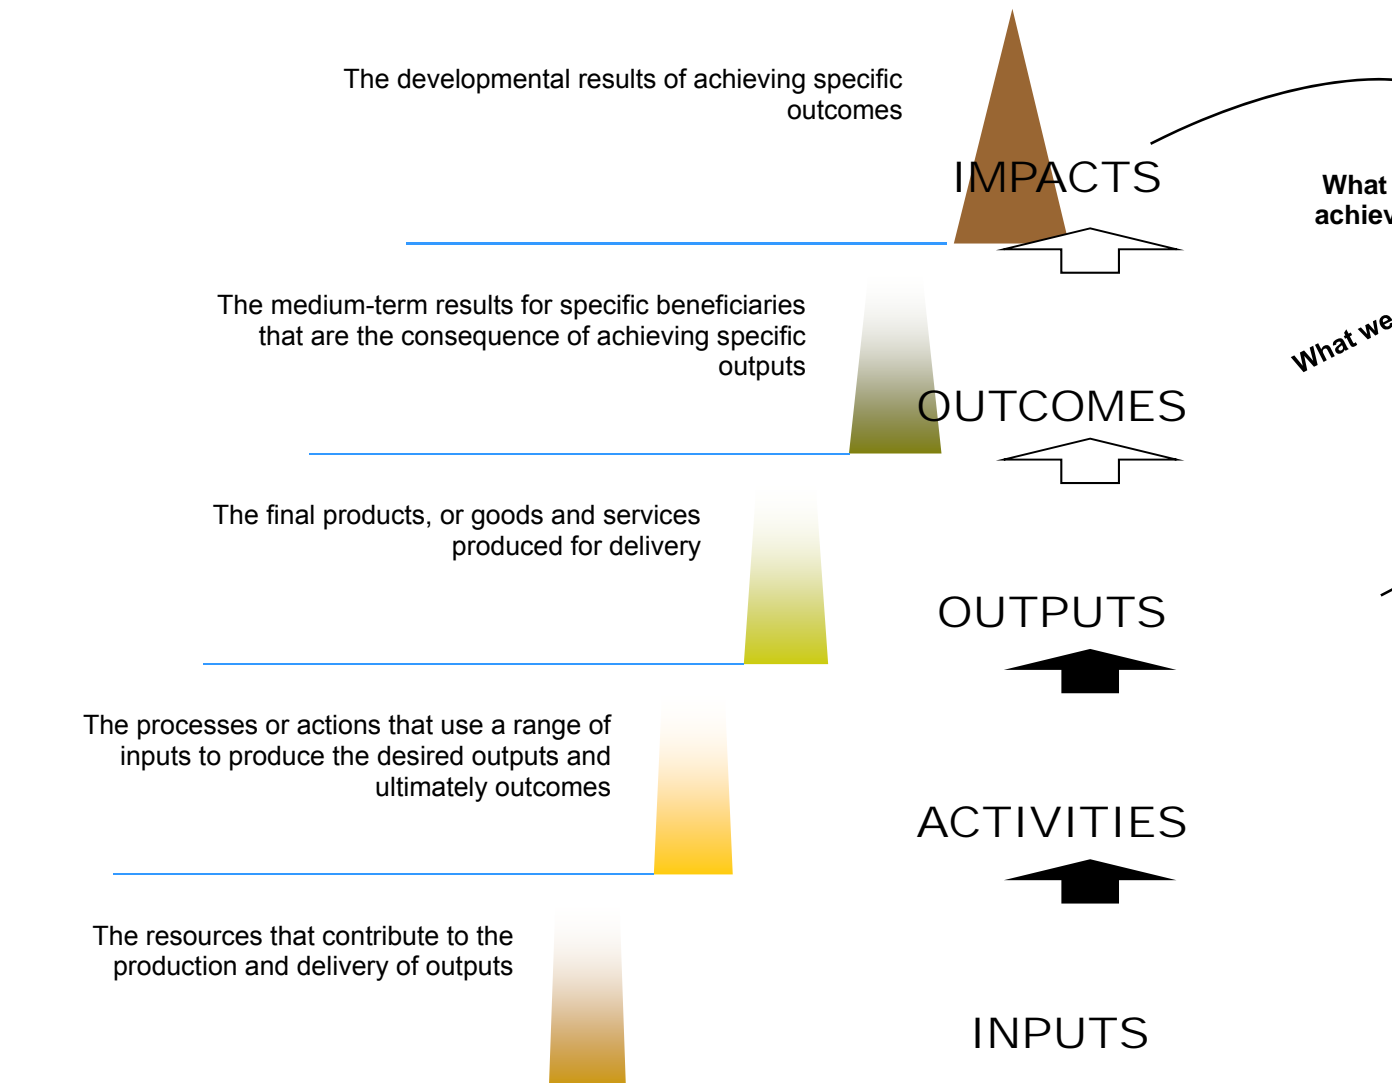 The developmental results of achieving specific
outcomes
IMPACTS
What
The medium-term results for specific beneficiaries
that are the consequence of achieving specific
outputs
What we
OUTCOMES
The final products, or goods and services
produced for delivery
OUTPUTS
The processes or actions that use a range of
inputs to produce the desired outputs and
ultimately outcomes
ACTIVITIES
The resources that contribute to the
production and delivery of outputs
INPUTS